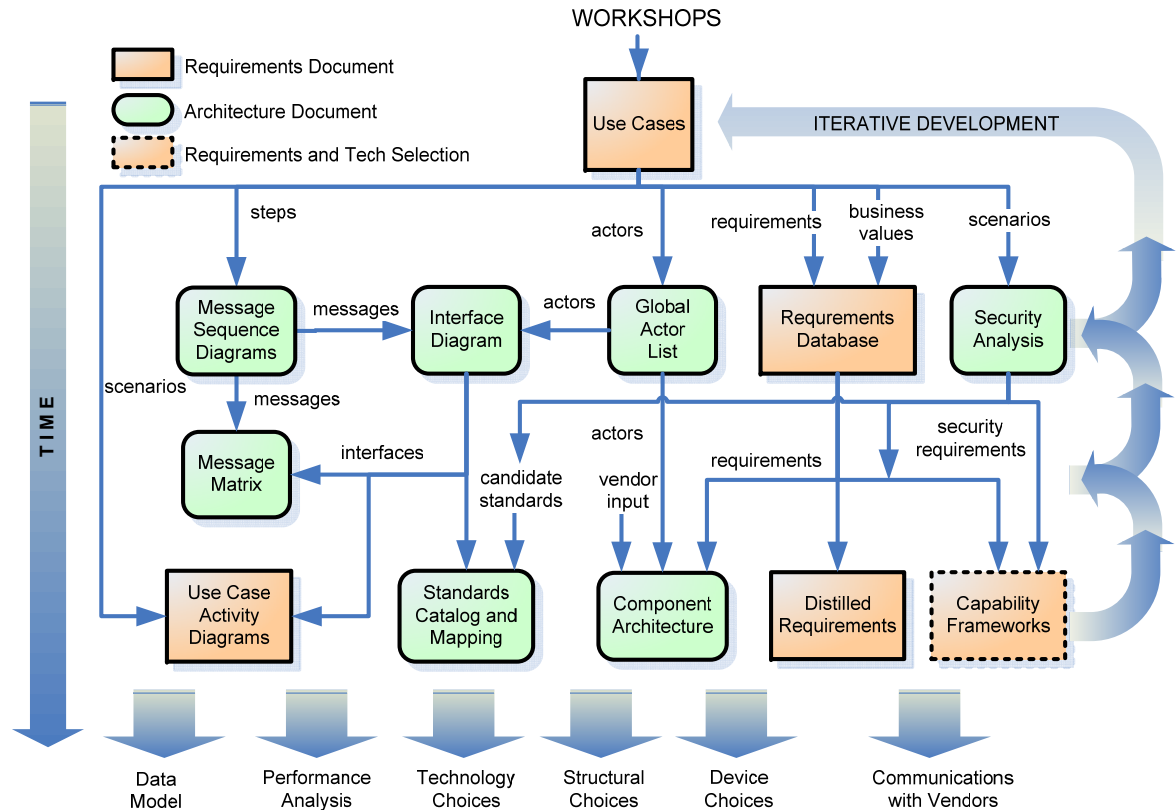 WORKSHOPS
Requirements Document
Architecture Document
Requirements and Tech Selection
Use Cases
ITERATIVE DEVELOPMENT
steps
actors
requirements
business
values
scenarios
Message
Sequence
Diagrams
messages
Interface
Diagram
actors
Global
Actor
List
Requrements
Database
Security
Analysis
scenarios
messages
TIME
Message
Matrix
interfaces
candidate
standards
actors
vendor
input
requirements
security
requirements
Use Case
Activity
Diagrams
Standards
Catalog and
Mapping
Component
Architecture
Distilled
Requirements
Capability
Frameworks
Data
Model
Performance
Analysis
Technology
Choices
Structural
Choices
Device
Choices
Communications
with Vendors